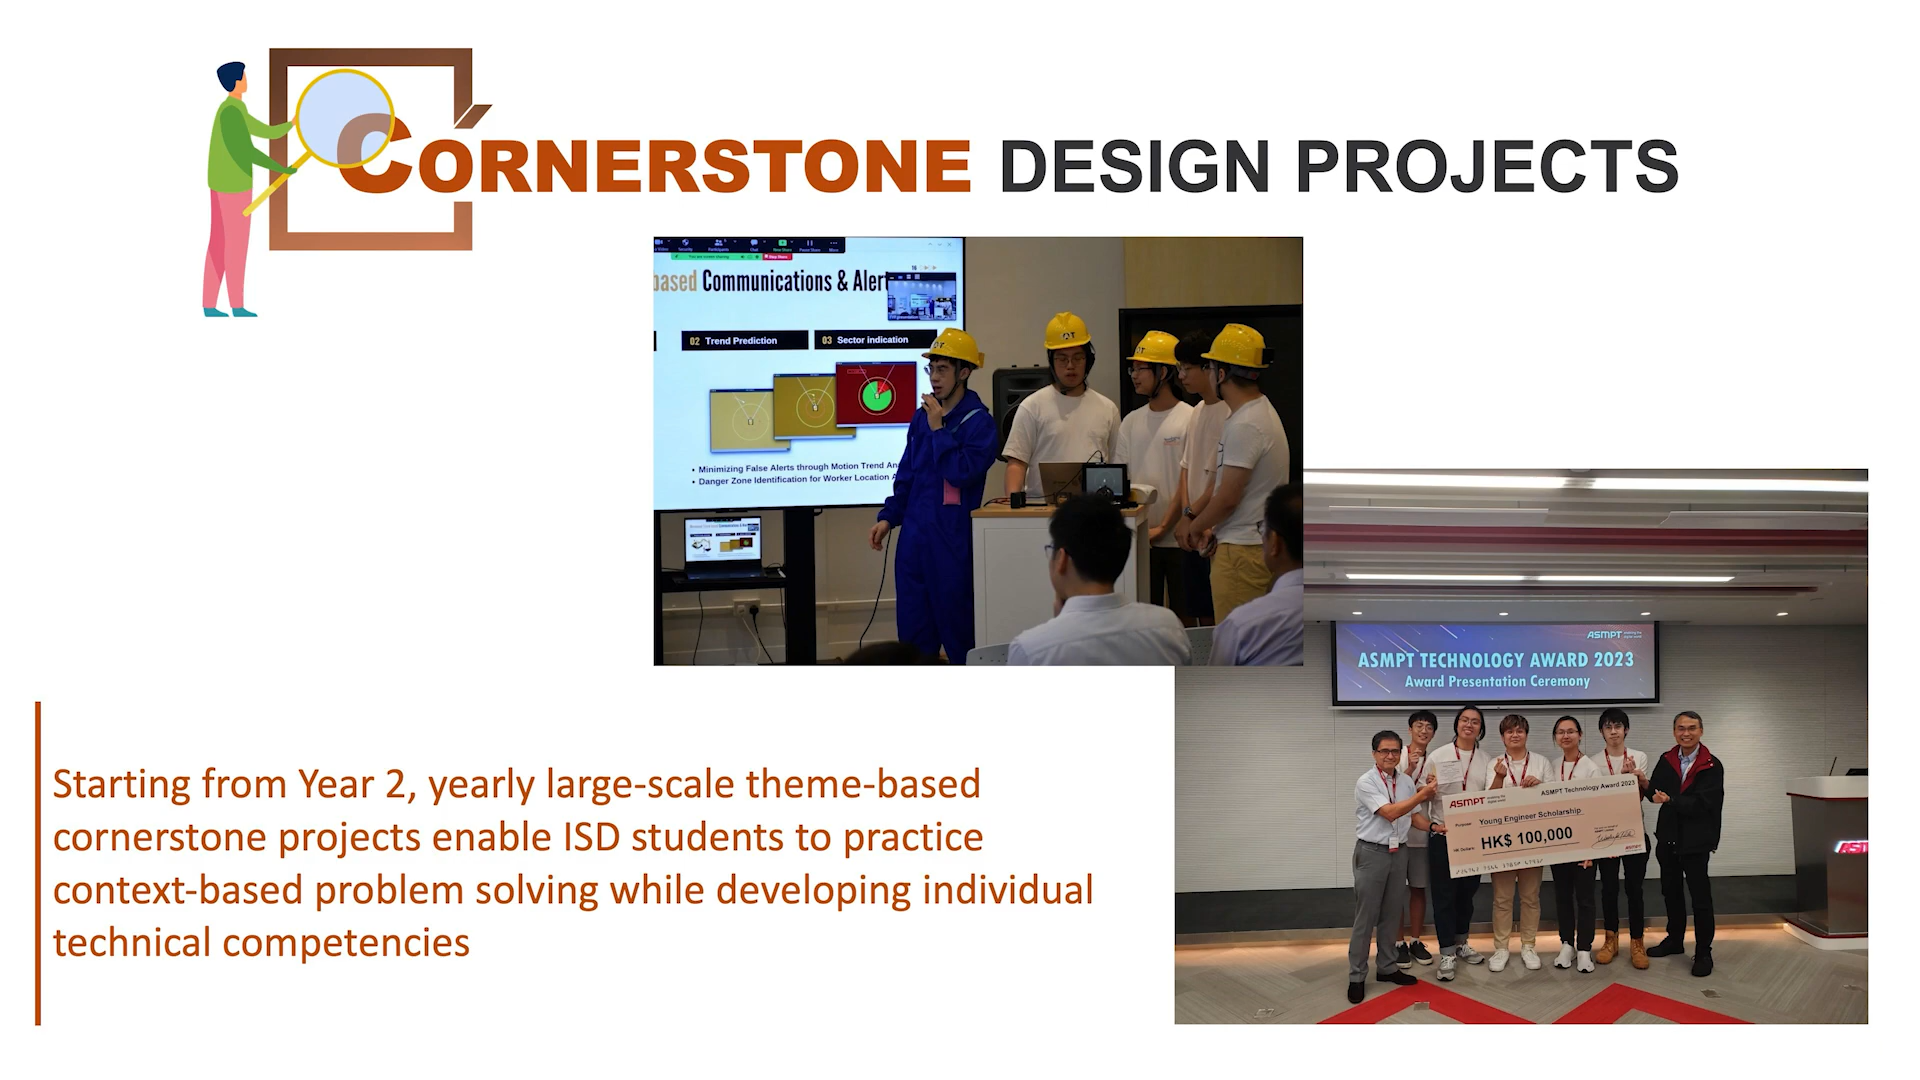 CORNERSTONE DESIGN PROJECTS
based Communications & Alert
02 Trend Prediction
03 Sector indication
• Minimizing False Alerts through Motion Trend
• Danger Zone Identification for Worker Location
ASMPT
ASMPT TECHNOLOGY AWARD 2023
Award Presentation Ceremony
ASMPT
ASMPT Technology Award 2023
Young Engineer Scholarship
HK$ 100,000
Starting from Year 2, yearly large-scale theme-based
cornerstone projects enable ISD students to practice
context-based problem solving while developing individual
technical competencies